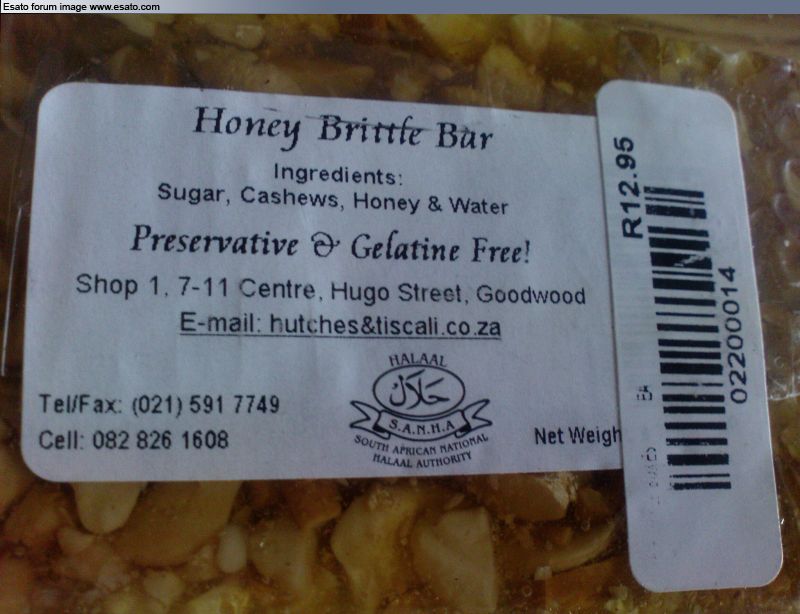 Esato forum image www.esato.com
Honey Brittle Bar
Ingredients:
Sugar, Cashews, Honey & Water
Preservative & Gelatine Free!
Shop 1, 7-11 Centre, Hugo Street, Goodwood
E-mail: hutches&tiscali.co.za
Tel/Fax: (021) 591 7749
Cell: 082 826 1608
HALAAL
حلال
S.A.N.H.A
SOUTH AFRICAN NATIONAL
HALAAL AUTHORITY
Net Weigh
R12.95
EA
02200014